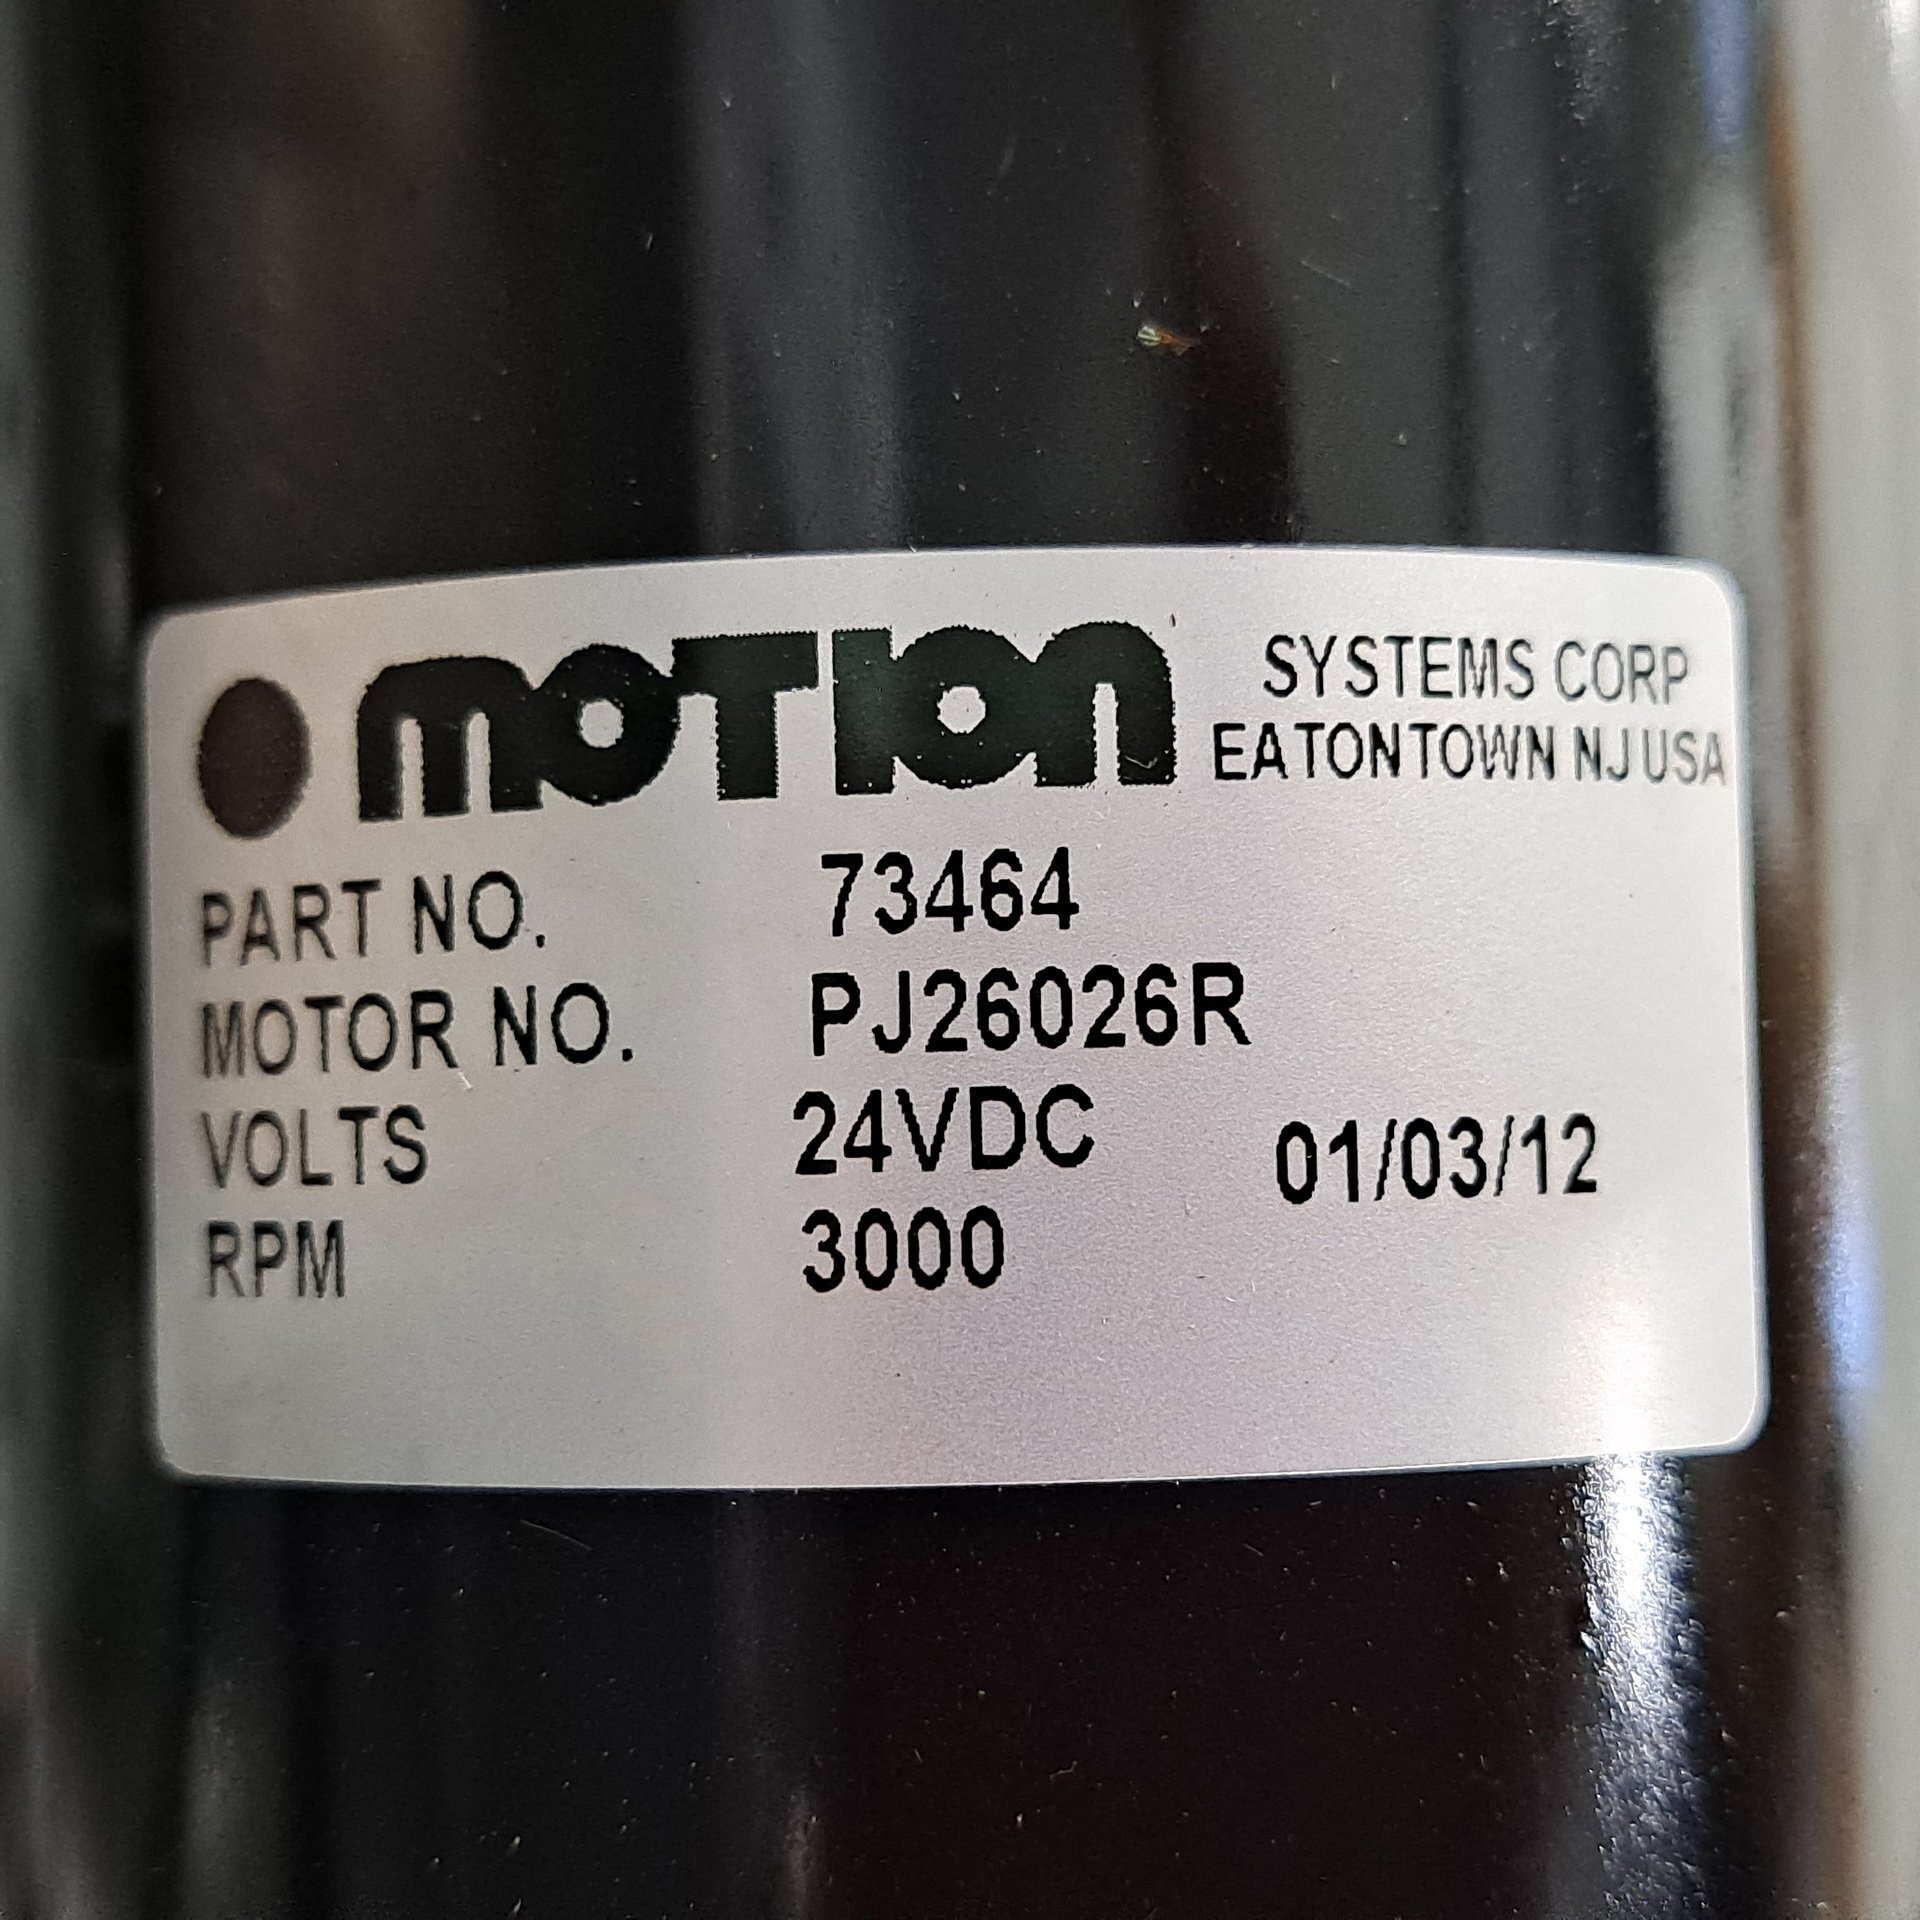 MOTION SYSTEMS CORP
EATONTOWN NJ USA
PART NO. 73464
MOTOR NO. PJ26026R
VOLTS 24VDC 01/03/12
RPM 3000